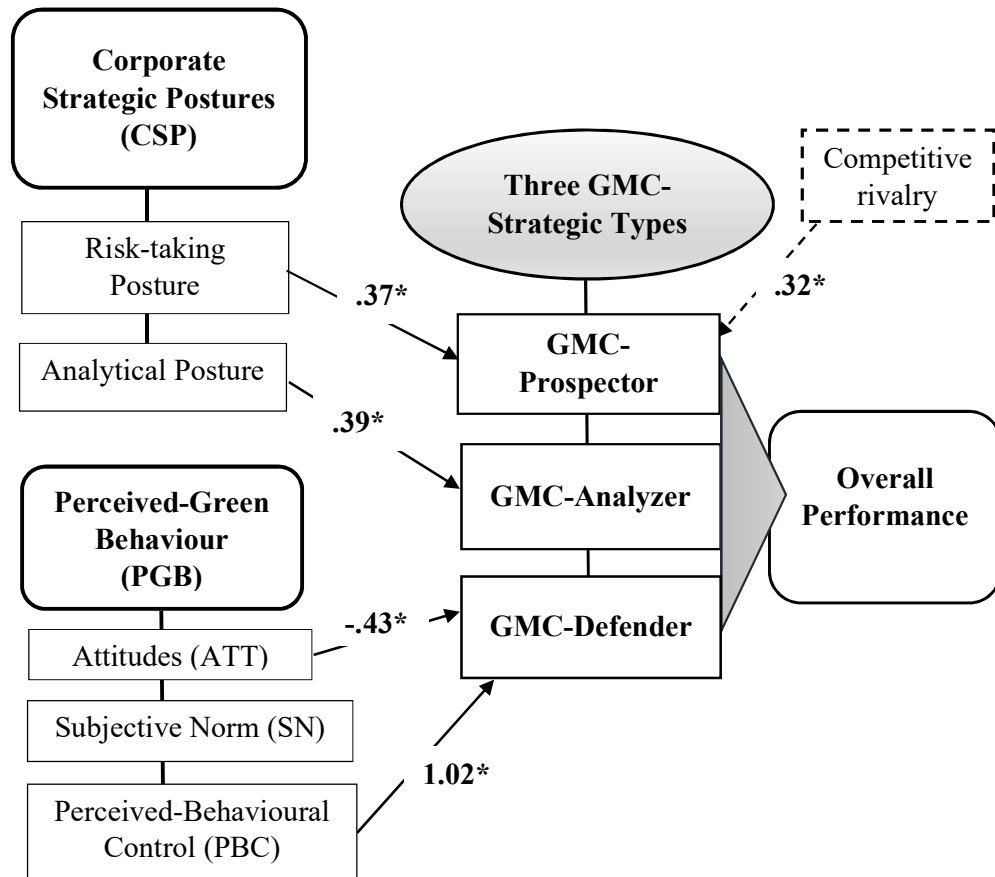 Corporate
Strategic Postures
(CSP)
Risk-taking
Posture
Analytical Posture
Perceived-Green
Behaviour
(PGB)
Attitudes (ATT)
Subjective Norm (SN)
Perceived-Behavioural
Control (PBC)
.37*
.39*
-.43*
1.02*
Three GMC-
Strategic Types
GMC-
Prospector
GMC-Analyzer
GMC-Defender
Competitive
rivalry
.32*
Overall
Performance